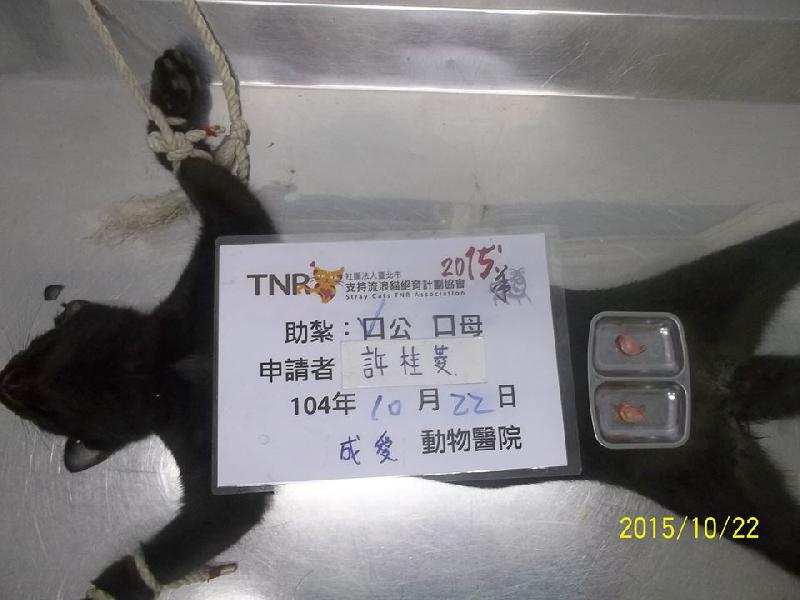 TNR 社團法人臺北市
支持流浪貓絕育計劃協會
Stray Cats TNR Association
2015
助紮：☑公 口母
申請者 許桂菱
104年 10 月 22 日
成愛 動物醫院
2015/10/22